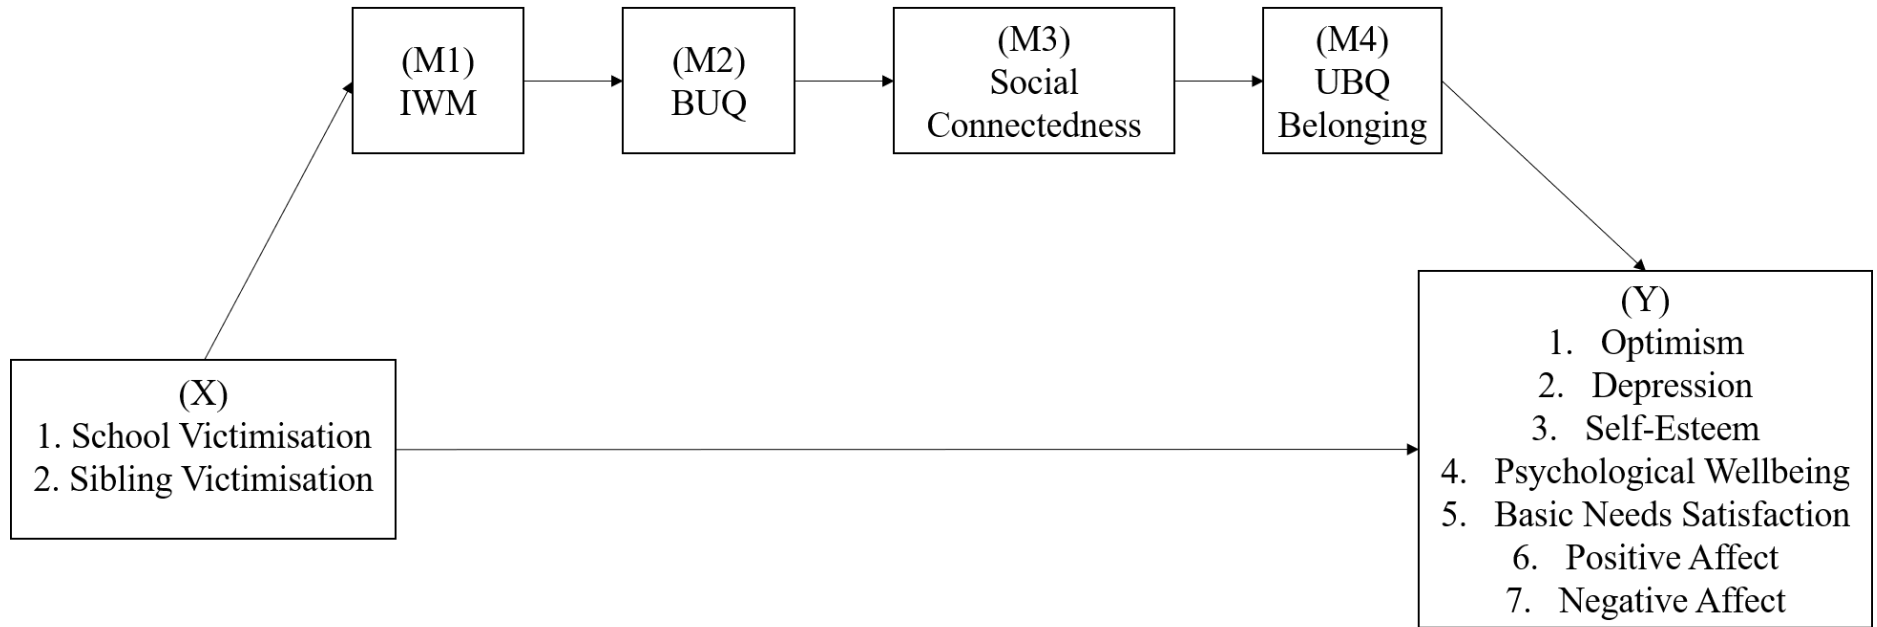 (M1)
IWM
(M2)
BUQ
(M3)
Social
Connectedness
(M4)
UBQ
Belonging
(X)
1. School Victimisation
2. Sibling Victimisation
(Y)
1. Optimism
2. Depression
3. Self-Esteem
4. Psychological Wellbeing
5. Basic Needs Satisfaction
6. Positive Affect
7. Negative Affect